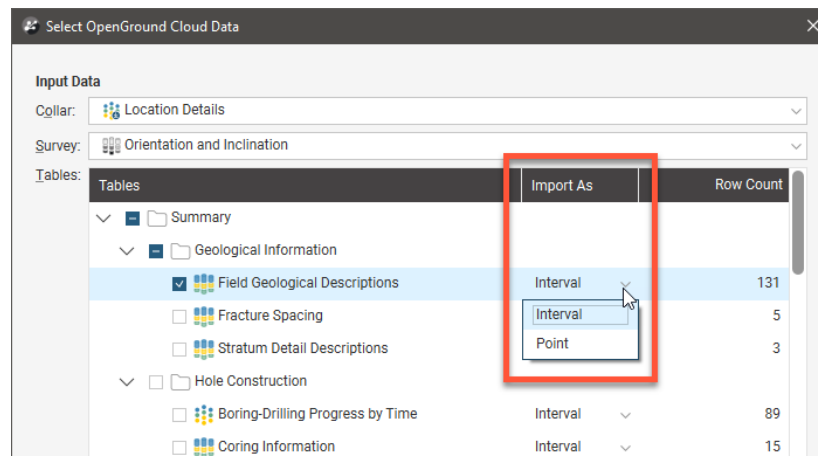 Select OpenGround Cloud Data
Input Data
Collar: Location Details
Survey: Orientation and Inclination
Tables: Tables Import As Row Count
Summary
Geological Information
Field Geological Descriptions Interval 131
Fracture Spacing Interval 5
Stratum Detail Descriptions Point 3
Hole Construction
Boring-Drilling Progress by Time Interval 89
Coring Information Interval 15